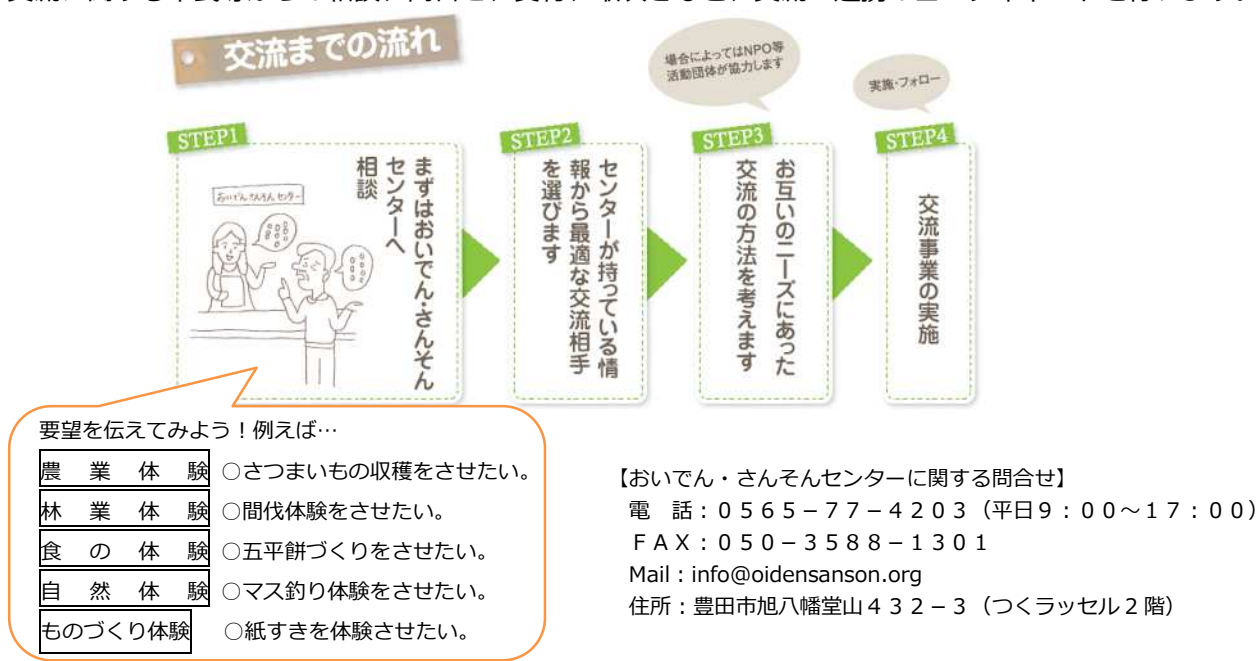 交流までの流れ
場合によってはNPO等
活動団体が協力します
実施・フォロー
STEP1
まずはおいでん・さんそん
センターへ
相談
おいでん さんそん センター
STEP2
センターが持っている情
報から最適な交流相手
を選びます
STEP3
お互いのニーズにあった
交流の方法を考えます
STEP4
交流事業の実施
要望を伝えてみよう！例えば…
農業体験 ○さつまいもの収穫をさせたい。
林業体験 ○間伐体験をさせたい。
食の体験 ○五平餅づくりをさせたい。
自然体験 ○マス釣り体験をさせたい。
ものづくり体験 ○紙すきを体験させたい。
【おいでん・さんそんセンターに関する問合せ】
電　話：０５６５－７７－４２０３（平日９：００～１７：００）
ＦＡＸ：０５０－３５８８－１３０１
Mail：info@oidensanson.org
住所：豊田市旭八幡堂山４３２－３（つくラッセル２階）